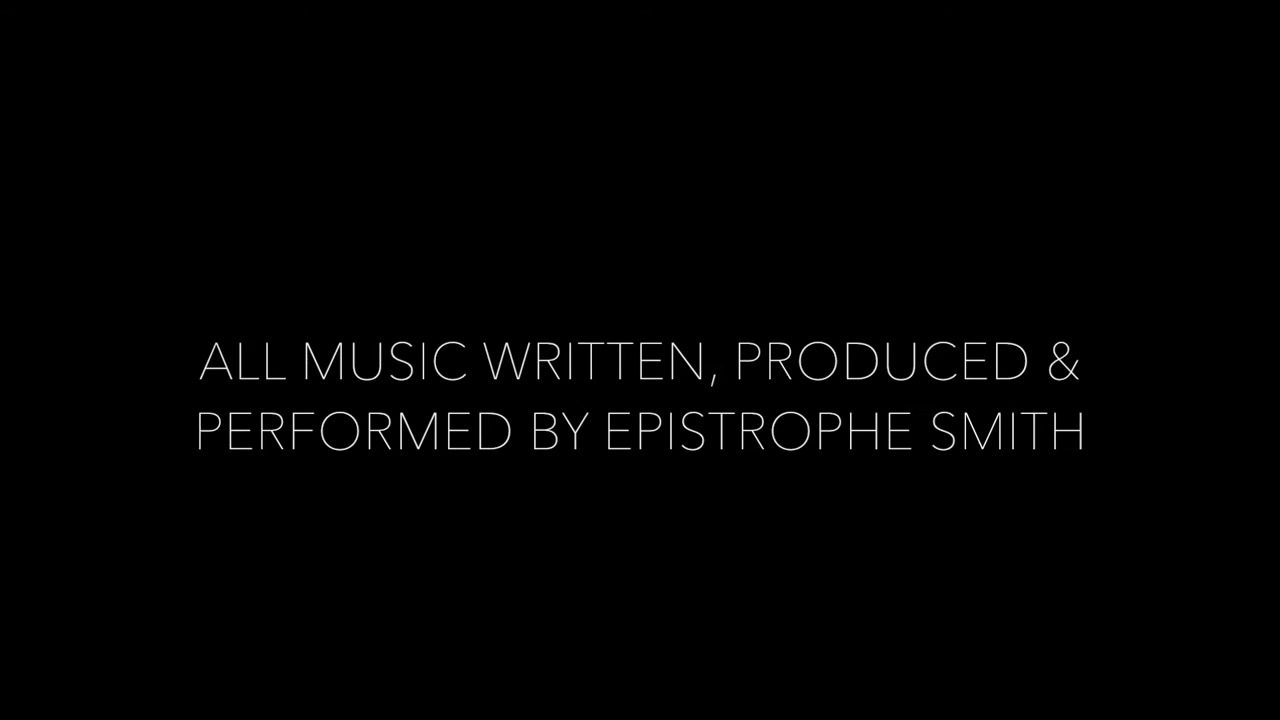 ALL MUSIC WRITTEN, PRODUCED &
PERFORMED BY EPISTROPHE SMITH